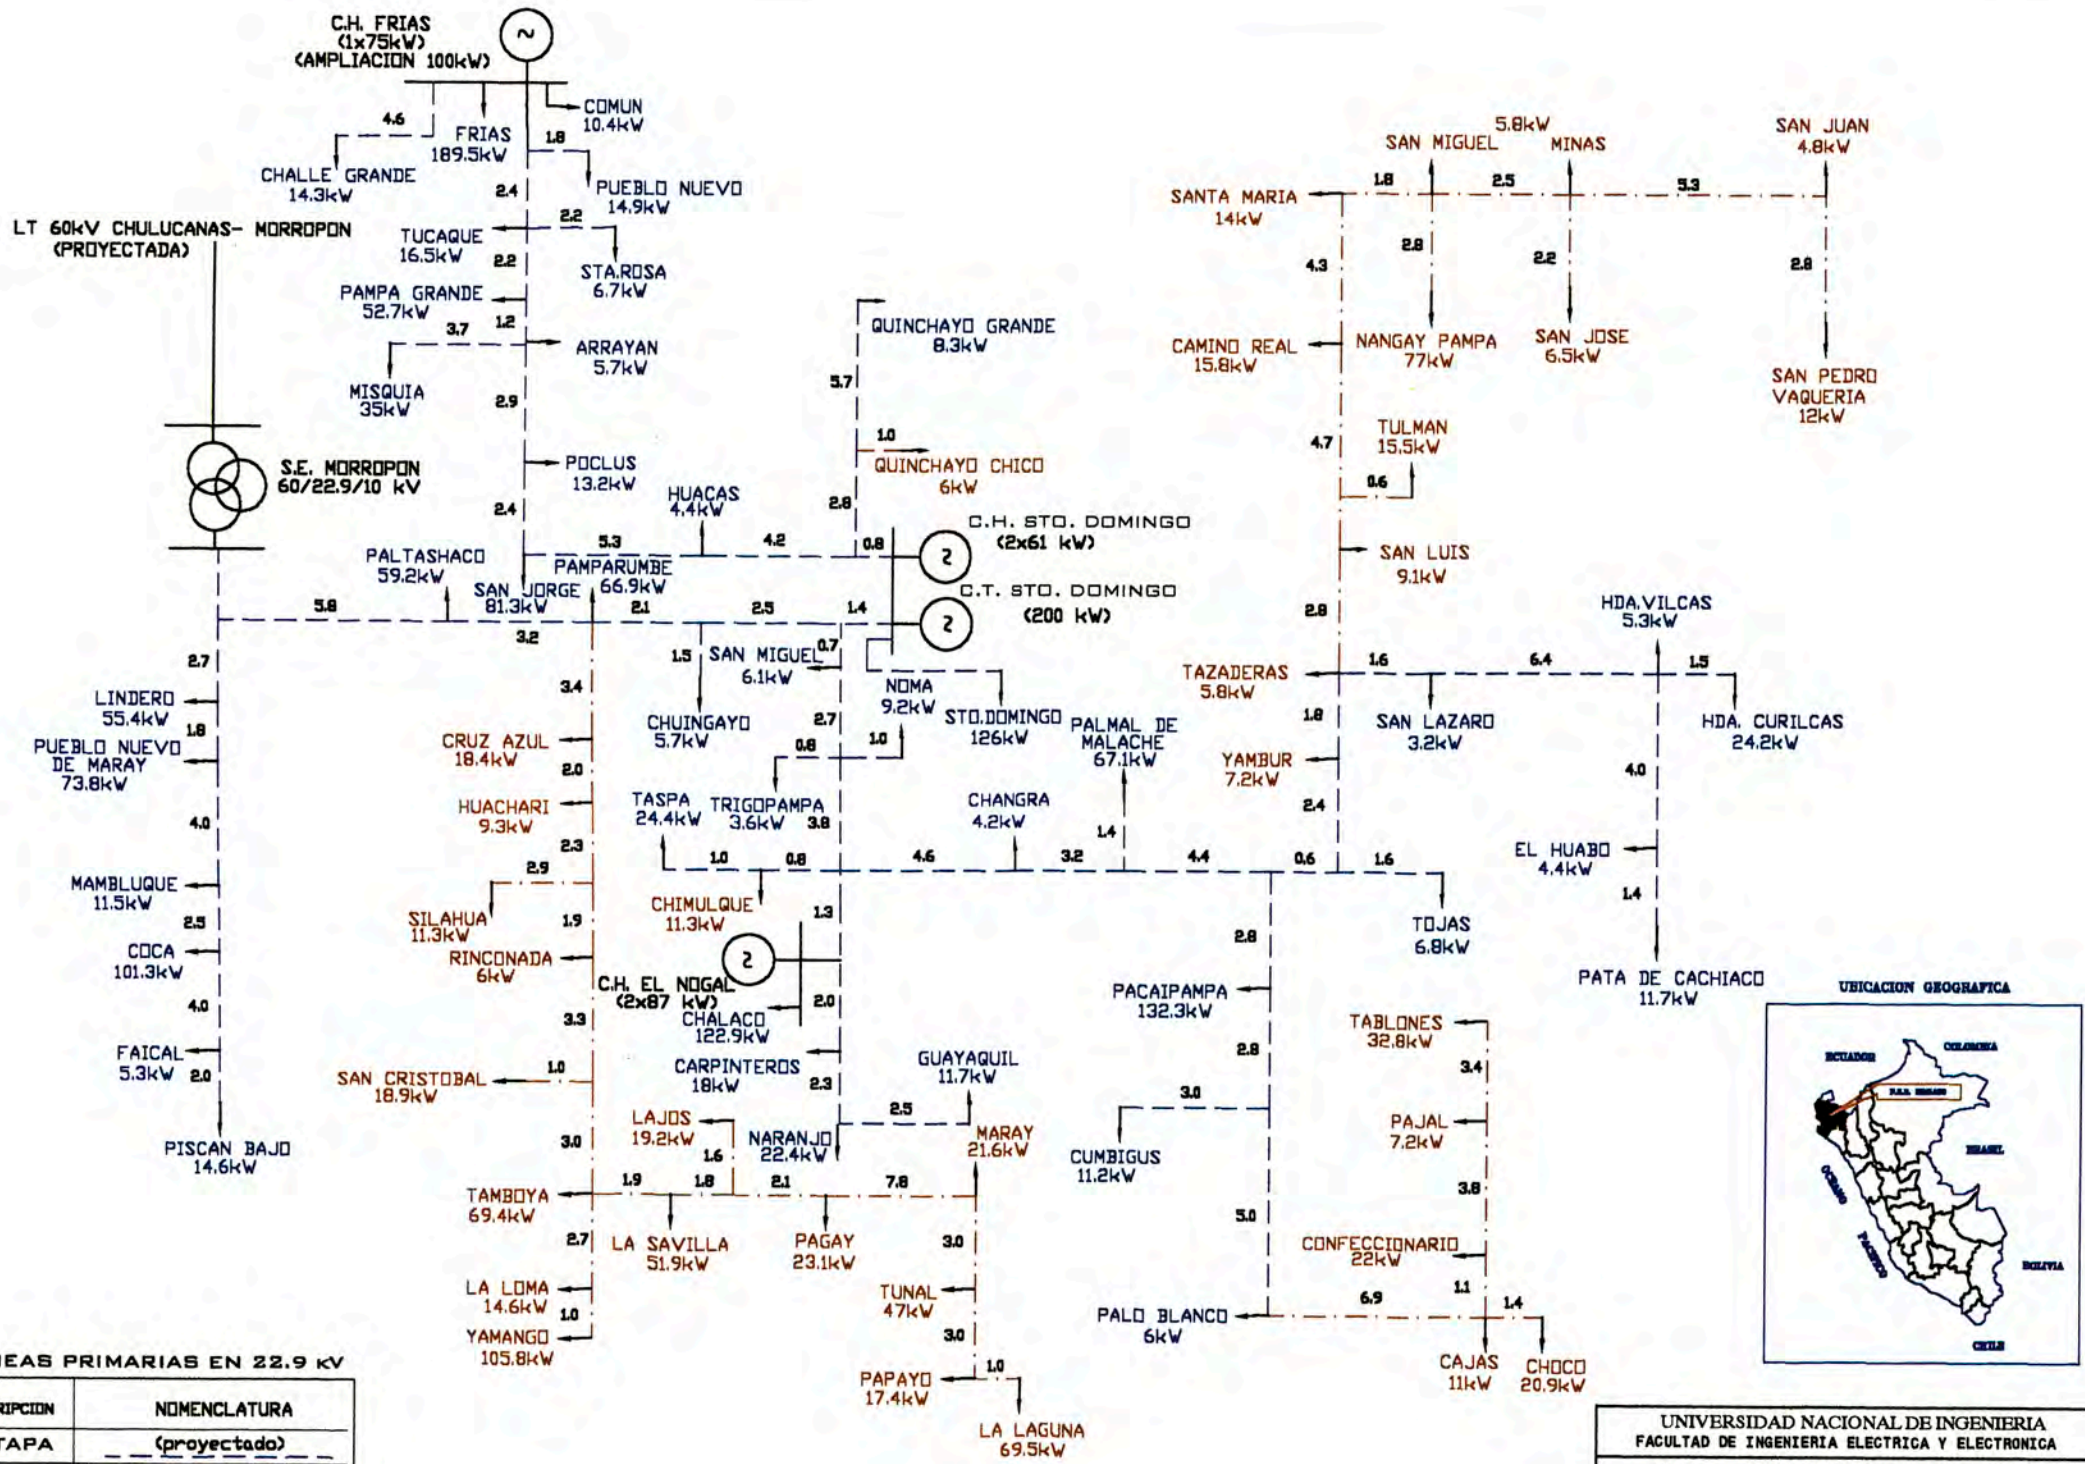 C.H. FRIAS
(1x75kW)
(AMPLIACION 100kW)
~
COMUN
10.4kW
4.6
FRIAS
189.5kW
1.8
CHALLE GRANDE
14.3kW
2.4
PUEBLO NUEVO
14.9kW
LT 60kV CHULUCANAS- MORROPON
(PROYECTADA)
2.2
TUCAQUE
16.5kW
2.2
STA.ROSA
6.7kW
PAMPA GRANDE
52.7kW
1.2
3.7
ARRAYAN
5.7kW
MISQUIA
35kW
2.9
S.E. MORROPON
60/22.9/10 kV
POCLUS
13.2kW
2.4
HUACAS
4.4kW
QUINCHAYO GRANDE
8.3kW
5.7
1.0
QUINCHAYO CHICO
6kW
2.8
C.H. STO. DOMINGO
(2x61 kW)
2
5.3
4.2
0.8
PALTASHACO
59.2kW
SAN JORGE
81.3kW
PAMPARUMBE
66.9kW
C.T. STO. DOMINGO
(200 kW)
2
5.8
3.2
2.1
2.5
1.4
0.7
2.7
LINDERO
55.4kW
1.8
PUEBLO NUEVO
DE MARAY
73.8kW
4.0
MAMBLUQUE
11.5kW
2.5
COCA
101.3kW
4.0
FAICAL
5.3kW
2.0
PISCAN BAJO
14.6kW
3.4
CRUZ AZUL
18.4kW
2.0
HUACHARI
9.3kW
2.3
2.9
SILAHUA
11.3kW
1.9
RINCONADA
6kW
3.3
SAN CRISTOBAL
18.9kW
1.0
3.0
TAMBOYA
69.4kW
2.7
LA LOMA
14.6kW
1.0
YAMANGO
105.8kW
1.5
CHUINGAYO
5.7kW
SAN MIGUEL
6.1kW
2.7
NOMA
9.2kW
STO.DOMINGO
126kW
0.8
1.0
TRIGOPAMPA
3.6kW
3.8
TASPA
24.4kW
1.0
0.8
CHIMULQUE
11.3kW
1.3
2
C.H. EL NOGAL
(2x87 kW)
CHALACO
122.9kW
2.0
CARPINTEROS
18kW
2.3
GUAYAQUIL
11.7kW
2.5
NARANJO
22.4kW
LAJOS
19.2kW
1.6
MARAY
21.6kW
1.9
1.8
2.1
7.8
LA SAVILLA
51.9kW
PAGAY
23.1kW
3.0
TUNAL
47kW
3.0
PAPAYO
17.4kW
1.0
LA LAGUNA
69.5kW
CHANGRA
4.2kW
PALMAL DE
MALACHE
67.1kW
1.4
4.6
3.2
4.4
0.6
1.6
TOJAS
6.8kW
2.8
PACAIPAMPA
132.3kW
2.8
3.0
CUMBIGUS
11.2kW
5.0
PALO BLANCO
6kW
6.9
TABLONES
32.8kW
3.4
PAJAL
7.2kW
3.8
CONFECCIONARIO
22kW
1.1
1.4
CAJAS
11kW
CHOCO
20.9kW
5.8kW
SAN MIGUEL
MINAS
SAN JUAN
4.8kW
SANTA MARIA
14kW
1.8
2.5
5.3
4.3
2.8
2.2
2.8
CAMINO REAL
15.8kW
NANGAY PAMPA
77kW
SAN JOSE
6.5kW
SAN PEDRO
VAQUERIA
12kW
4.7
TULMAN
15.5kW
0.6
SAN LUIS
9.1kW
2.8
TAZADERAS
5.8kW
1.6
6.4
1.5
HDA.VILCAS
5.3kW
SAN LAZARO
3.2kW
HDA. CURILCAS
24.2kW
1.8
YAMBUR
7.2kW
2.4
4.0
EL HUABO
4.4kW
1.4
PATA DE CACHIACO
11.7kW
UBICACION GEOGRAFICA
ECUADOR
COLOMBIA
BRASIL
OCEANO
PACIFICO
BOLIVIA
CHILE
EAS PRIMARIAS EN 22.9 KV
RIPCION
NOMENCLATURA
TAPA
(proyectado)
UNIVERSIDAD NACIONAL DE INGENIERIA
FACULTAD DE INGENIERIA ELECTRICA Y ELECTRONICA